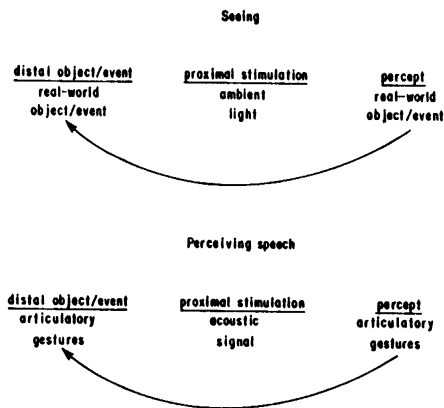 Seeing
distal object/event proximal stimulation percept
real-world ambient real-world
object/event light object/event
Perceiving speech
distal object/event proximal stimulation percept
articulatory acoustic articulatory
gestures signal gestures